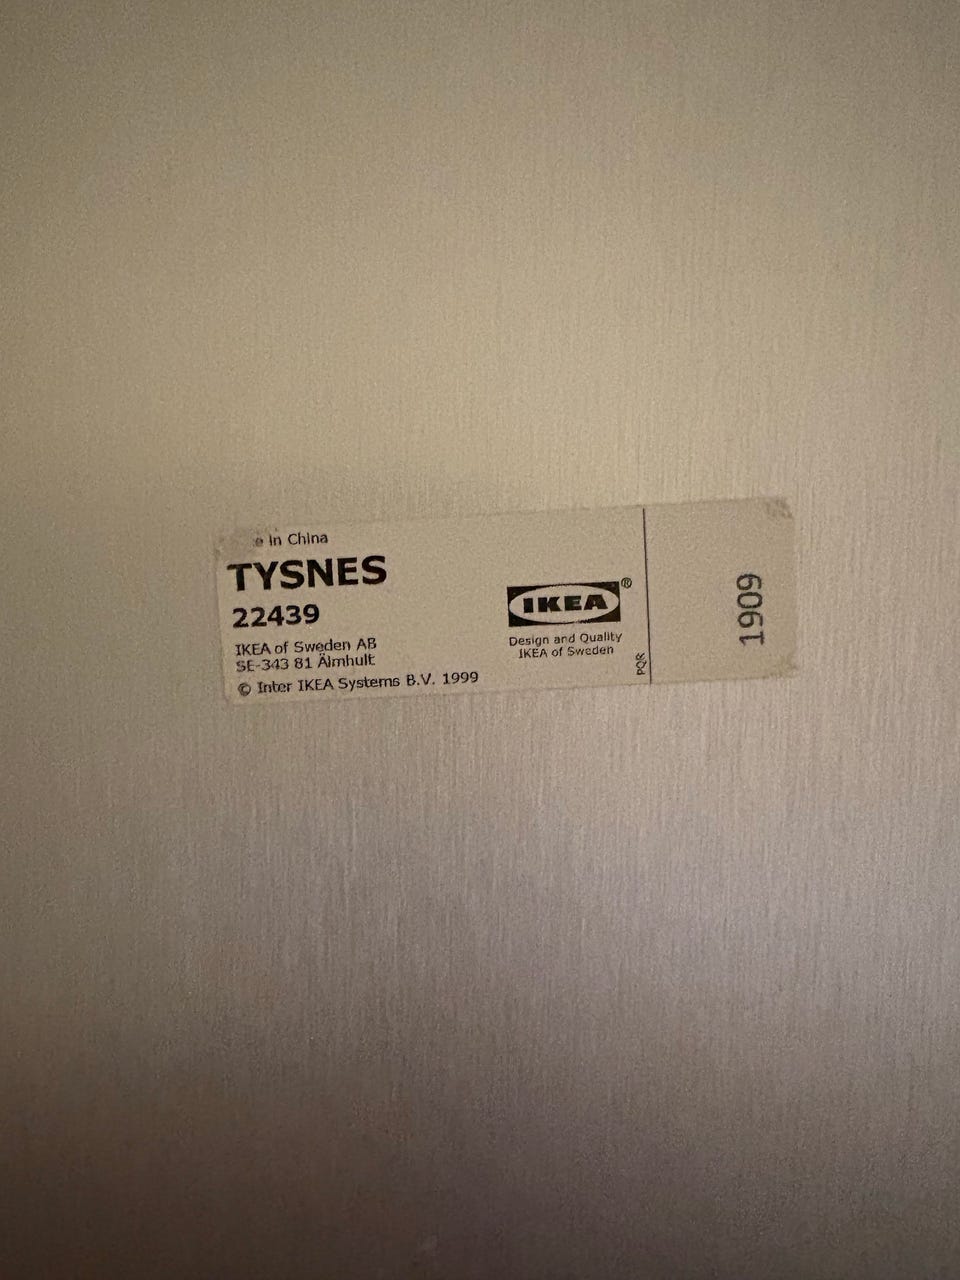 e in China
TYSNES
22439
IKEA of Sweden AB
SE-343 81 Älmhult
© Inter IKEA Systems B.V. 1999
IKEA®
Design and Quality
IKEA of Sweden
PQR
1909